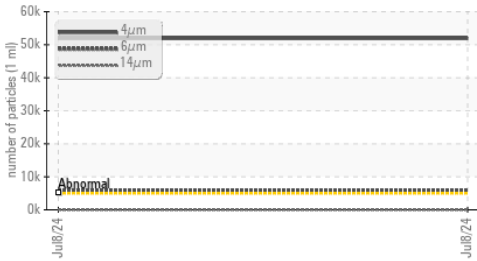 number of particles (1 ml)
60k
50k
40k
30k
20k
10k
0k
4µm
6µm
14µm
Abnormal
Jul8/24
Jul8/24